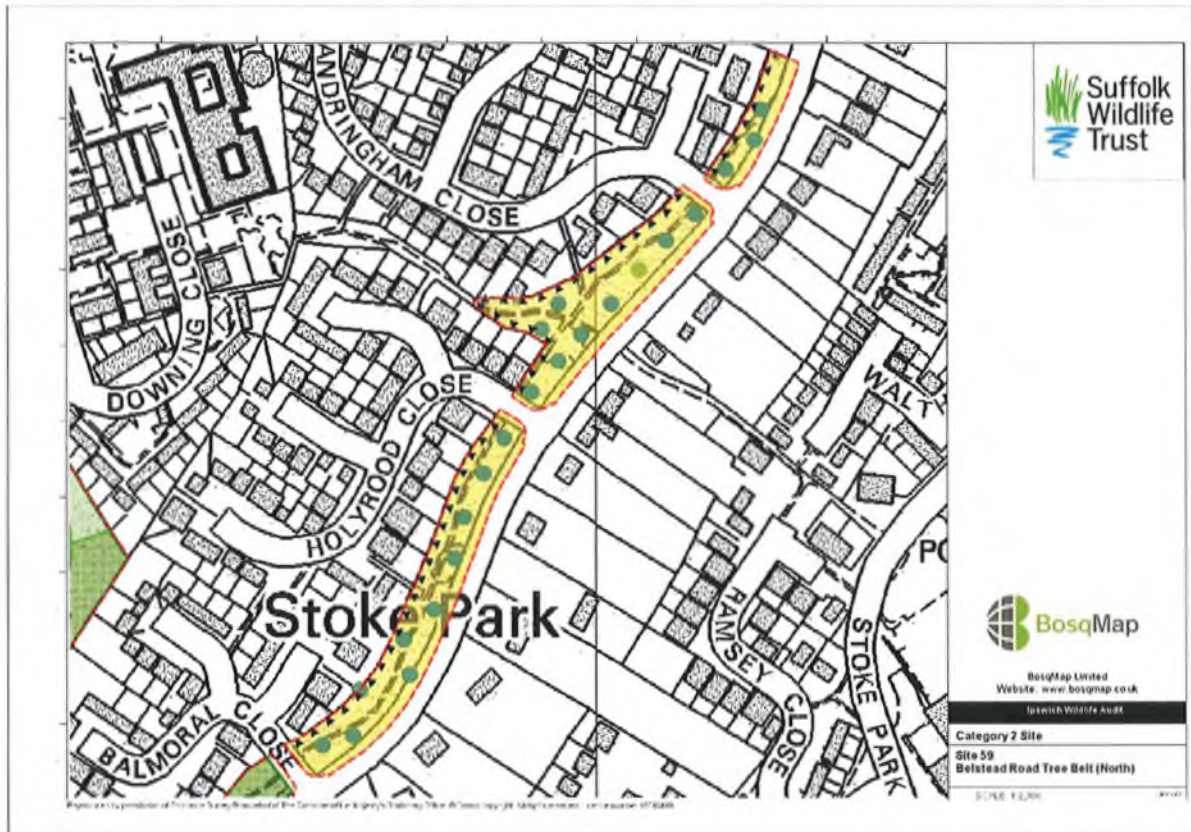 ANDRINGHAM CLOSE
DOWNING CLOSE
HOLYROOD CLOSE
Stoke Park
BALMORAL CLOSE
WALK
RAMSEY CLOSE
STOKE PARK
PO
Suffolk
Wildlife
Trust
BosqMap
BosqMap Limited
Website: www.bosqmap.co.uk
Ipswich Wildlife Audit
Category 2 Site
Site 59
Belstead Road Tree Belt (North)